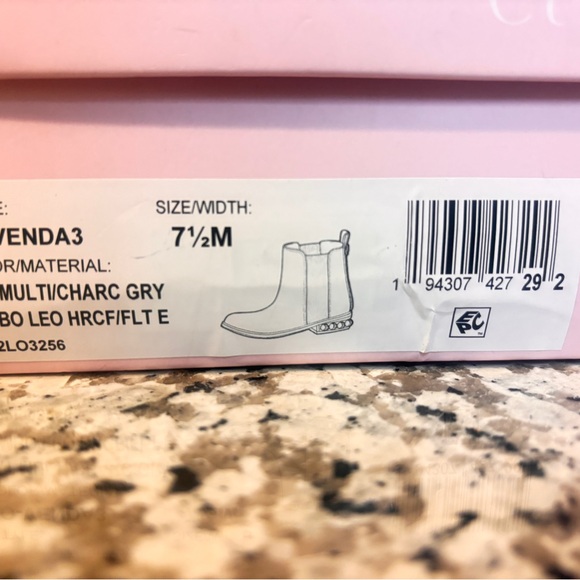 E:
VENDA3
OR/MATERIAL:
MULTI/CHARC GRY
BO LEO HRCF/FLT E
2LO3256
SIZE/WIDTH:
7½M
1 94307 427 29 2
EPC